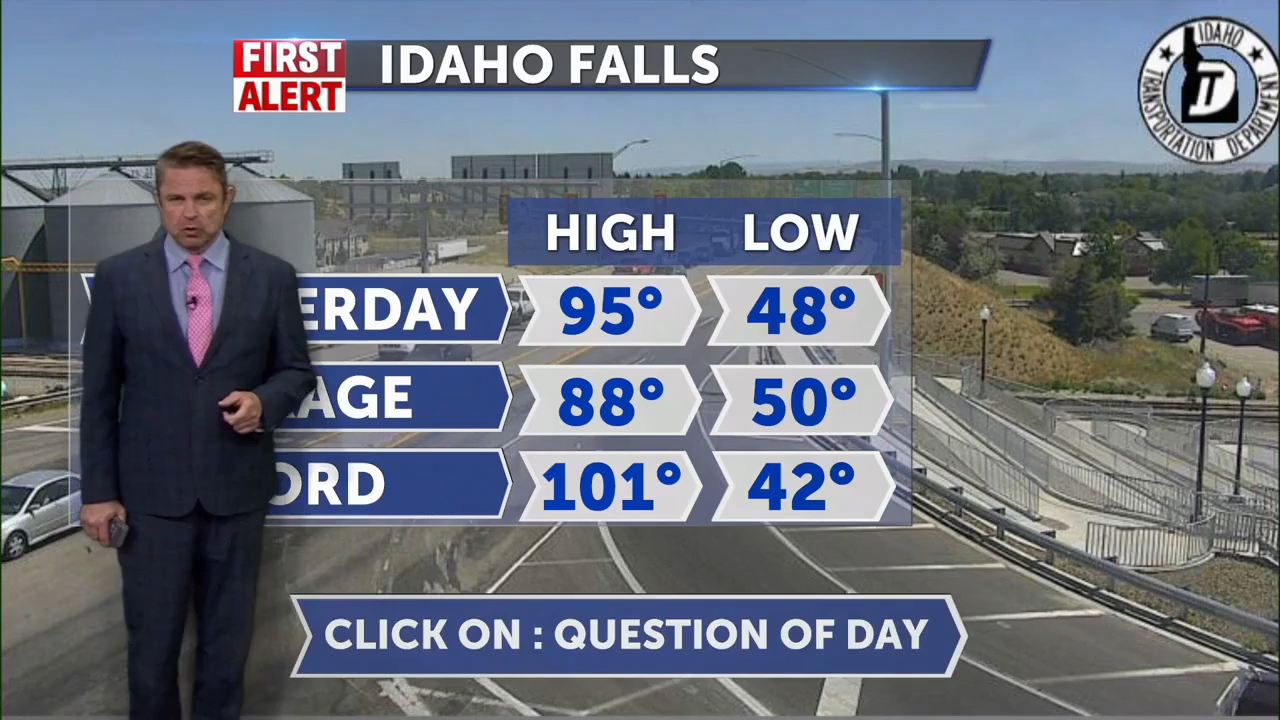 FIRST
ALERT
IDAHO FALLS
IDAHO
TRANSPORTATION DEPARTMENT
HIGH LOW
ERDAY 95° 48°
AGE 88° 50°
ORD 101° 42°
CLICK ON : QUESTION OF DAY